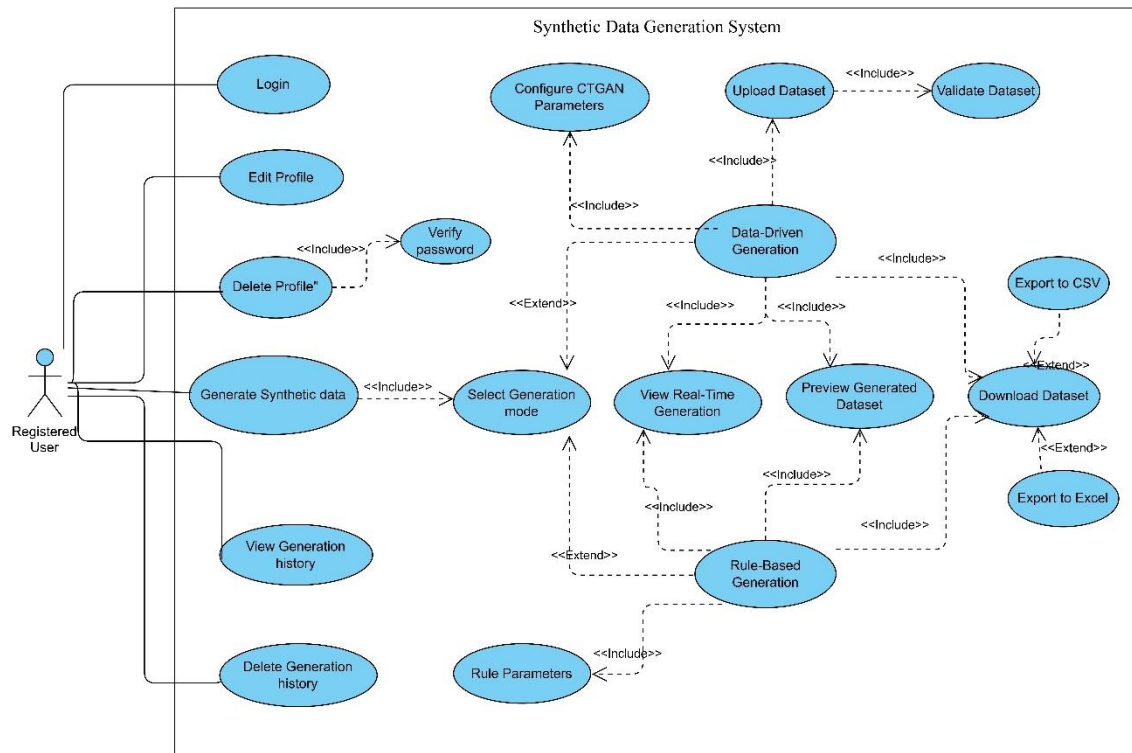 Synthetic Data Generation System
Login
Configure CTGAN
Parameters
Upload Dataset
<<Include>>
Validate Dataset
<<Include>>
Edit Profile
<<Include>>
Verify
password
<<Include>>
Data-Driven
Generation
<<Include>>
Delete Profile"
Export to CSV
<<Extend>>
<<Include>>
<<Include>>
<<Extend>>
Registered
User
Generate Synthetic data
<<Include>>
Select Generation
mode
View Real-Time
Generation
Preview Generated
Dataset
Download Dataset
<<Extend>>
<<Include>>
Export to Excel
<<Include>>
<<Include>>
View Generation
history
<<Extend>>
Rule-Based
Generation
<<Include>>
Delete Generation
history
Rule Parameters